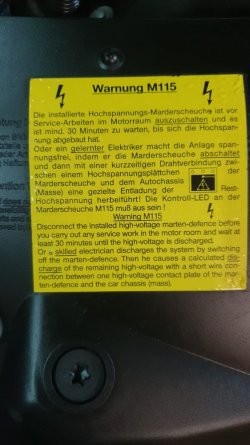 Warnung M115
Die installierte Hochspannungs-Marderscheuche ist vor
Service-Arbeiten im Motorraum auszuschalten und es
ist mind. 30 Minuten zu warten, bis sich die Hochspan-
nung abgebaut hat.
Oder ein gelernter Elektriker macht die Anlage span-
nungsfrei, indem er die Marderscheuche abschaltet
und dann mit einer kurzzeitigen Drahtverbindung zwi-
schen einem Hochspannungsplättchen der
Marderscheuche und dem Autochassis
(Masse) eine gezielte Entladung der Rest-
Hochspannung herbeiführt! Die Kontroll-LED an der
Marderscheuche M115 muß aus sein !
Warning M115
Disconnect the installed high-voltage marten-defence before
you carry out any service work in the motor room and wait at
least 30 minutes until the high-voltage is discharged.
Or a skilled electrician discharges the system by switching
off the marten-defence. Then he causes a calculated dis-
charge of the remaining high-voltage with a short wire con-
nection between one high-voltage contact plate of the mar-
ten-defence and the car chassis (mass).